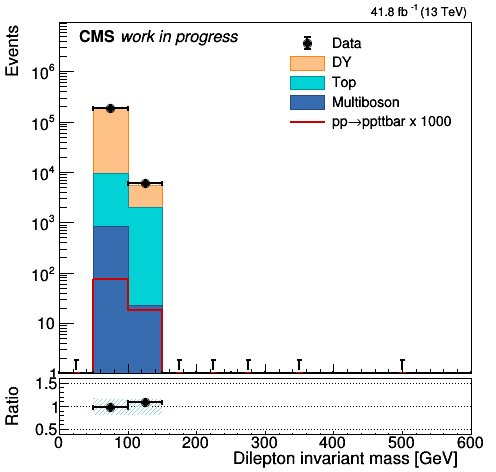 41.8 fb⁻¹ (13 TeV)
CMS work in progress
Events
Data
DY
Top
Multiboson
pp→ppttbar x 1000
10⁶
10⁵
10⁴
10³
10²
10
1
Ratio
1.5
1
0.5
0 100 200 300 400 500 600
Dilepton invariant mass [GeV]